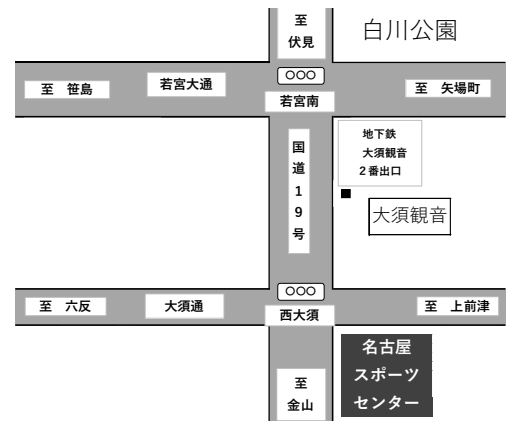 至
伏見
白川公園
○○○
至 笹島
若宮大通
若宮南
至 矢場町
国
道
1
9
号
地下鉄
大須観音
2番出口
大須観音
○○○
至 六反
大須通
西大須
至 上前津
名古屋
スポーツ
センター
至
金山